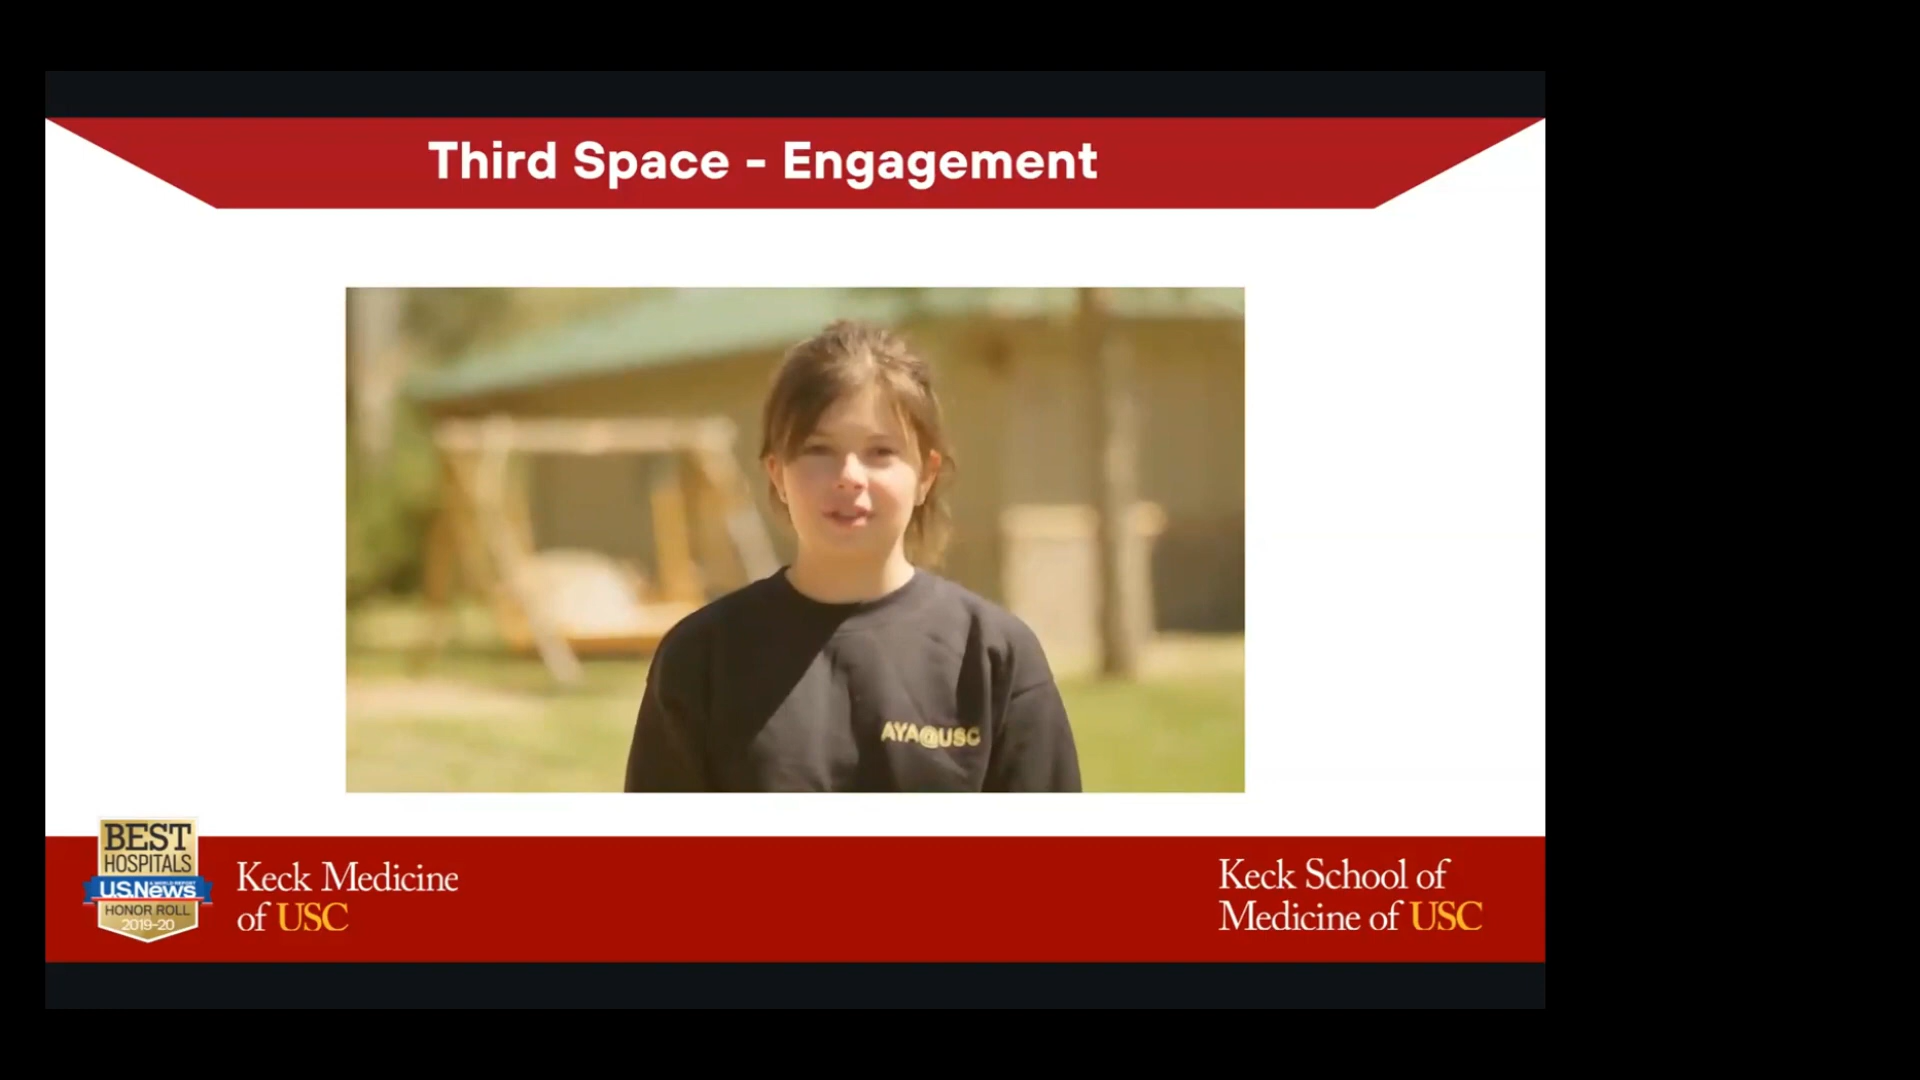 Third Space - Engagement
AYA@USC
BEST
HOSPITALS
U.S.News
HONOR ROLL
2019-20
Keck Medicine
of USC
Keck School of
Medicine of USC